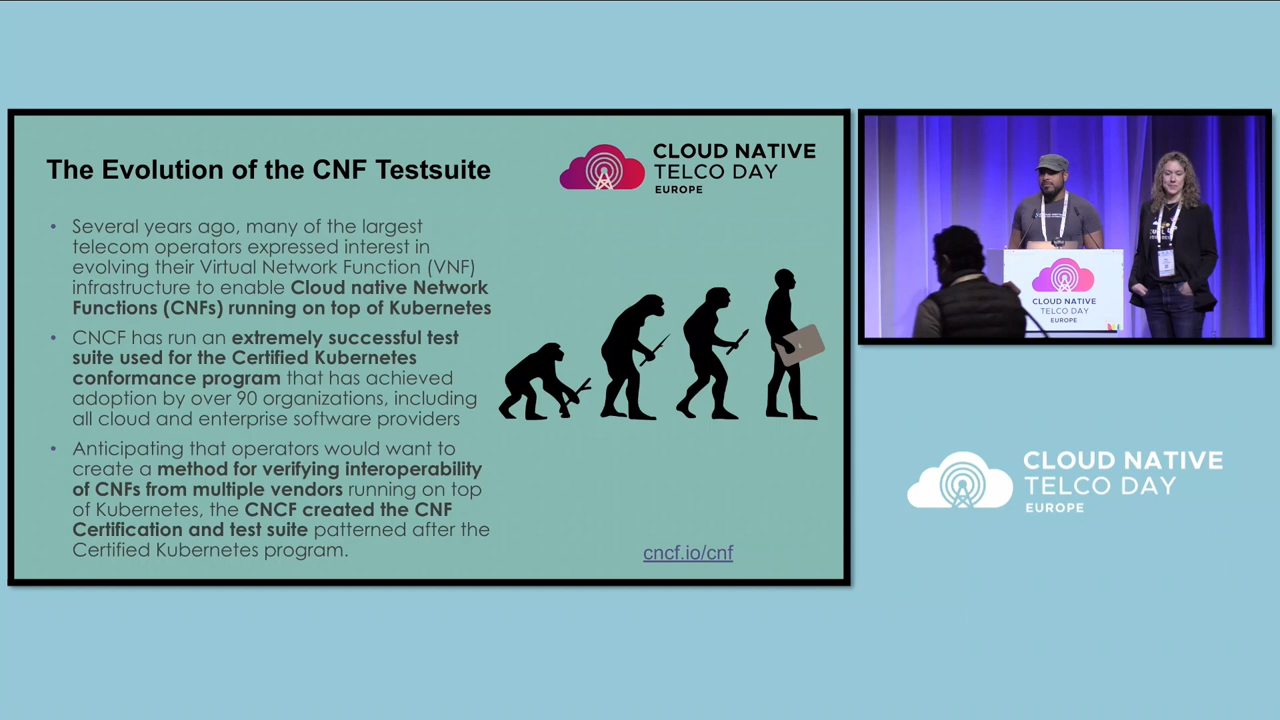 The Evolution of the CNF Testsuite
CLOUD NATIVE
TELCO DAY
EUROPE
• Several years ago, many of the largest
telecom operators expressed interest in
evolving their Virtual Network Function (VNF)
infrastructure to enable Cloud native Network
Functions (CNFs) running on top of Kubernetes
• CNCF has run an extremely successful test
suite used for the Certified Kubernetes
conformance program that has achieved
adoption by over 90 organizations, including
all cloud and enterprise software providers
• Anticipating that operators would want to
create a method for verifying interoperability
of CNFs from multiple vendors running on top
of Kubernetes, the CNCF created the CNF
Certification and test suite patterned after the
Certified Kubernetes program.
cncf.io/cnf
CLOUD NATIVE
TELCO DAY
EUROPE
CLOUD NATIVE
TELCO DAY
EUROPE